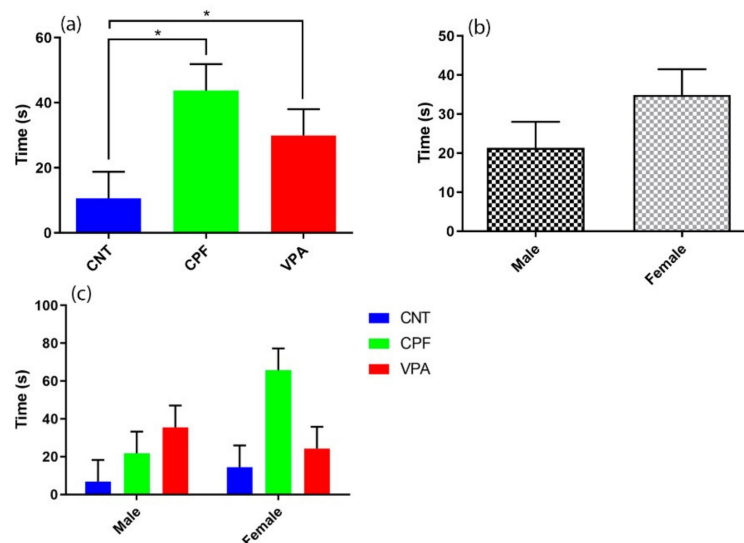 (a)
*
*
60
40
20
0
Time (s)
CNT
CPF
VPA
(b)
50
40
30
20
10
0
Time (s)
Male
Female
(c)
100
80
60
40
20
0
Time (s)
Male
Female
CNT
CPF
VPA